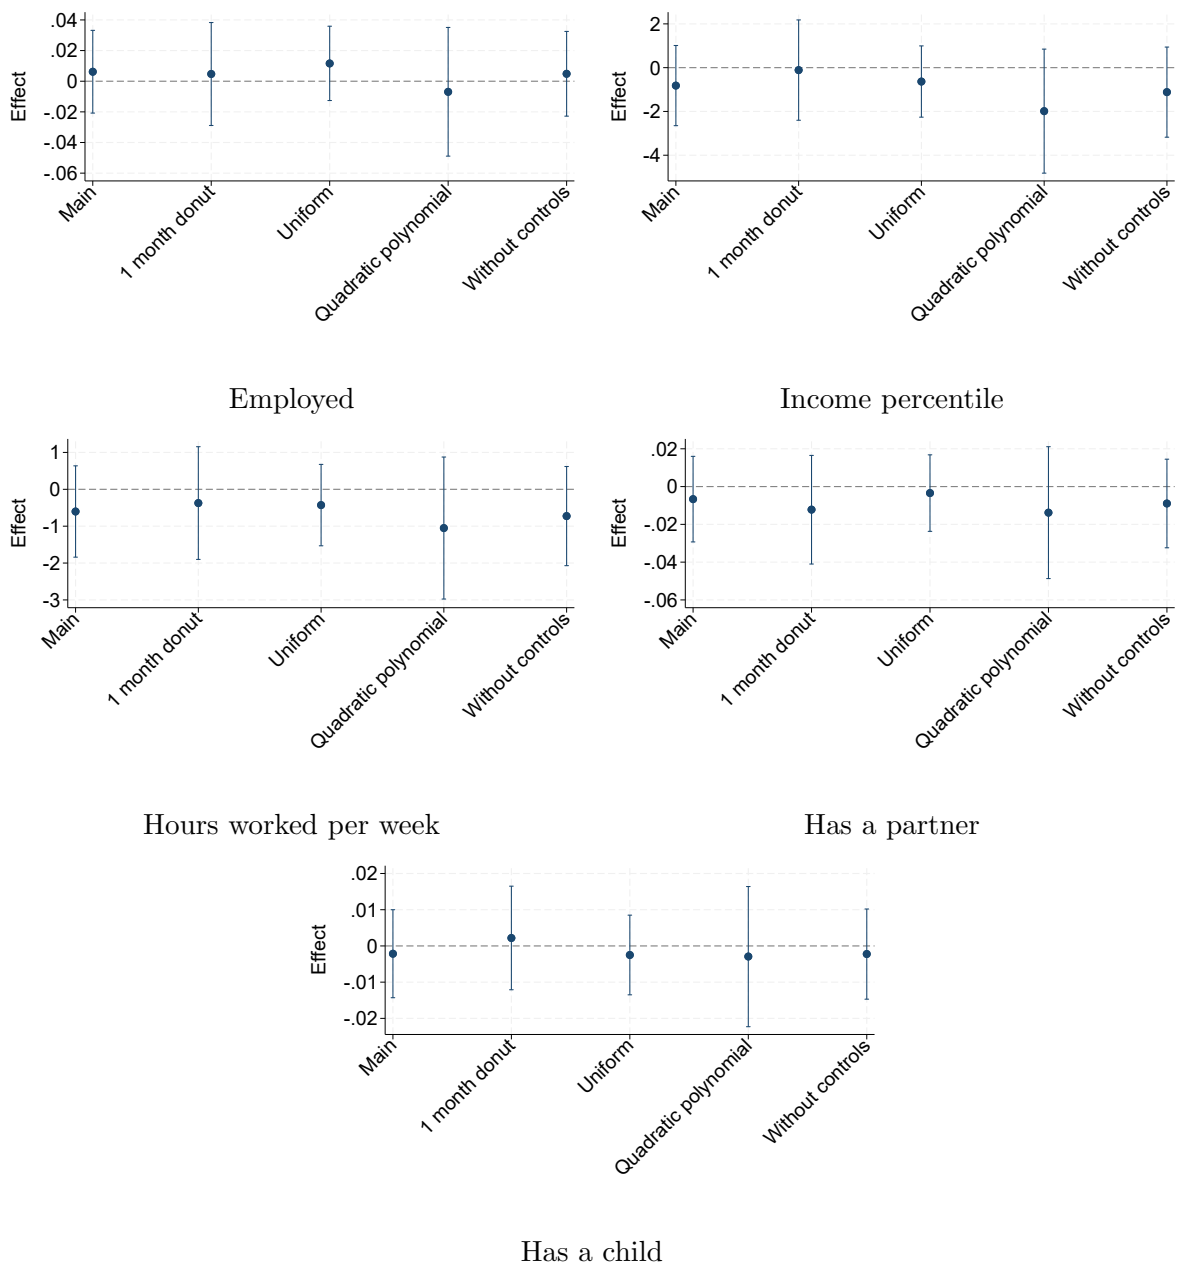 Effect
.04
.02
0
-.02
-.04
-.06
Main
1 month donut
Uniform
Quadratic polynomial
Without controls
Employed
Effect
2
0
-2
-4
Main
1 month donut
Uniform
Quadratic polynomial
Without controls
Income percentile
Effect
1
0
-1
-2
-3
Main
1 month donut
Uniform
Quadratic polynomial
Without controls
Hours worked per week
Effect
.02
0
-.02
-.04
-.06
Main
1 month donut
Uniform
Quadratic polynomial
Without controls
Has a partner
Effect
.02
.01
0
-.01
-.02
Main
1 month donut
Uniform
Quadratic polynomial
Without controls
Has a child